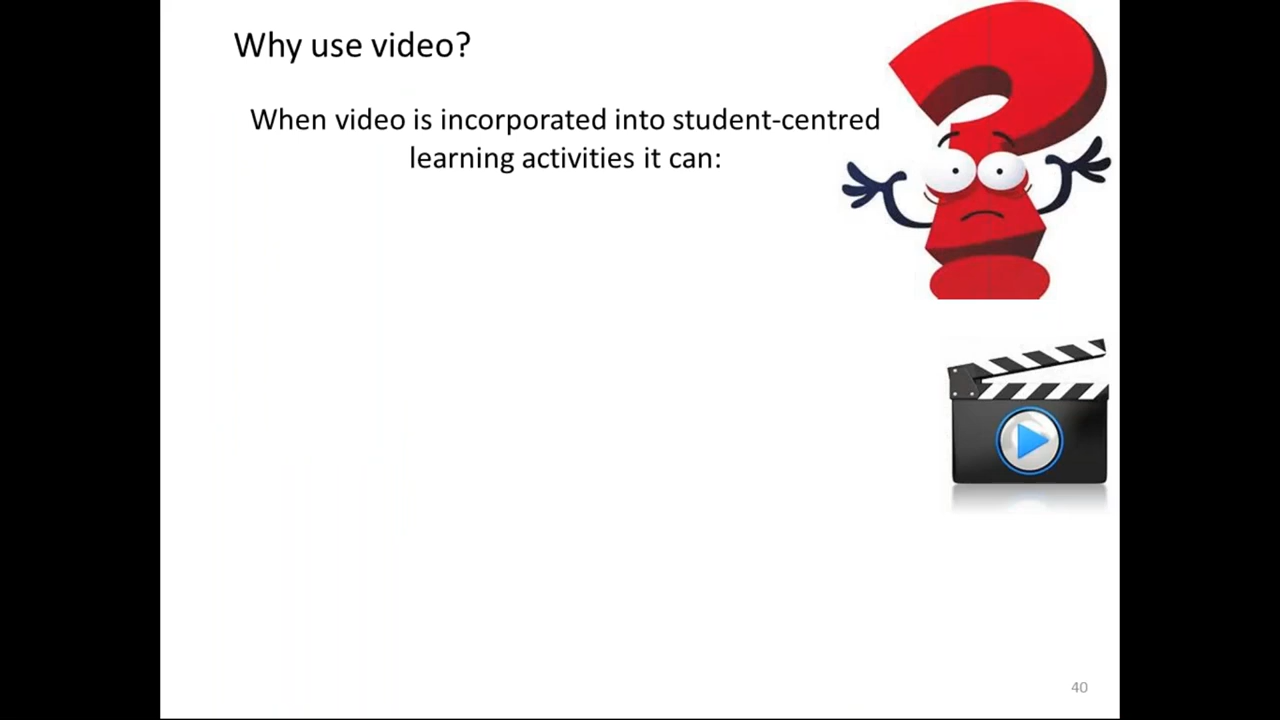 Why use video?
When video is incorporated into student-centred
learning activities it can:
40